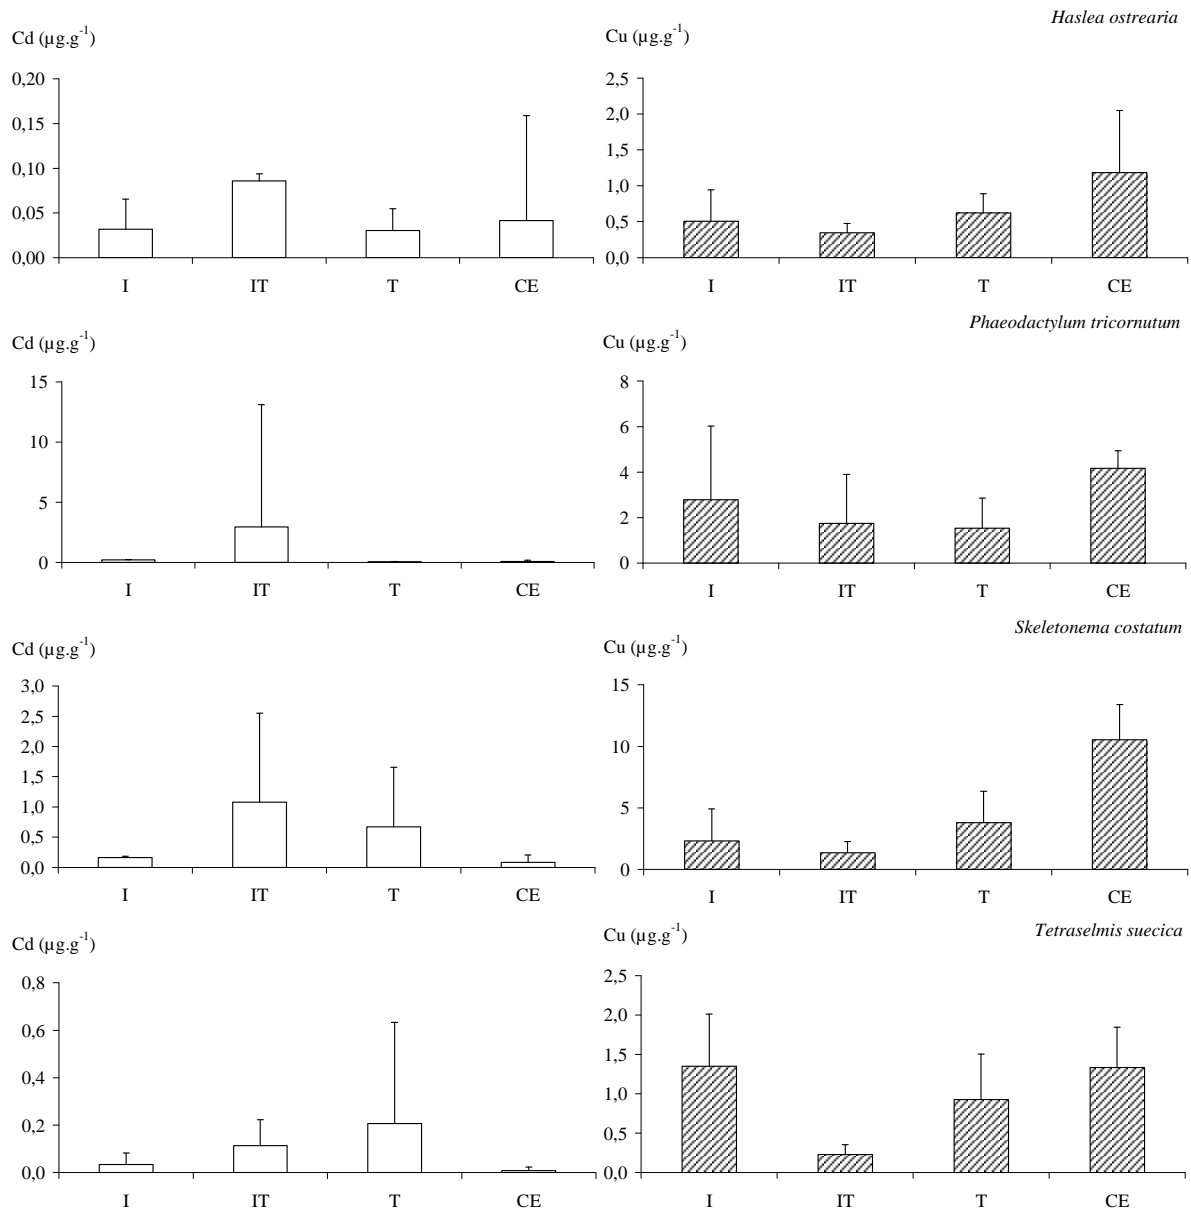 Haslea ostrearia
Cd (µg.g-1)
Cu (µg.g-1)
0,20
0,15
0,10
0,05
0,00
I IT T CE
2,5
2,0
1,5
1,0
0,5
0,0
I IT T CE
Phaeodactylum tricornutum
Cd (µg.g-1)
Cu (µg.g-1)
15
10
5
0
I IT T CE
8
6
4
2
0
I IT T CE
Skeletonema costatum
Cd (µg.g-1)
Cu (µg.g-1)
3,0
2,5
2,0
1,5
1,0
0,5
0,0
I IT T CE
15
10
5
0
I IT T CE
Tetraselmis suecica
Cd (µg.g-1)
Cu (µg.g-1)
0,8
0,6
0,4
0,2
0,0
I IT T CE
2,5
2,0
1,5
1,0
0,5
0,0
I IT T CE